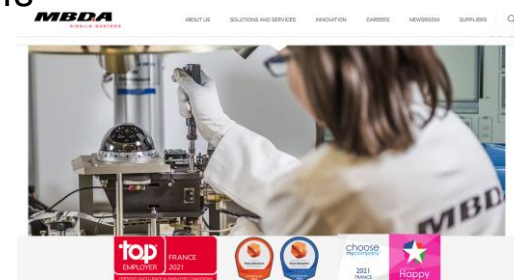 MBDA
MISSILE SYSTEMS
ABOUT US
SOLUTIONS AND SERVICES
INNOVATION
CAREERS
NEWSROOM
SUPPLIERS
MBDA
top
EMPLOYER
FRANCE
2021
choose
mycompany
2021
FRANCE
Happy